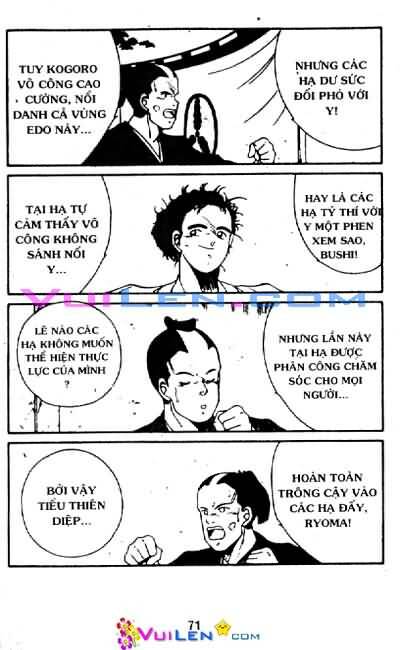 NHƯNG CÁC
HẠ DƯ SỨC
ĐỐI PHÓ VỚI
Y!
TUY KOGORO
VÕ CÔNG CAO
CƯỜNG, NỔI
DANH CẢ VÙNG
EDO NÀY...
HAY LÀ CÁC
HẠ TỶ THÍ VỚI
Y MỘT PHEN
XEM SAO,
BUSHI!
TẠI HẠ TỰ
CẢM THẤY VÕ
CÔNG KHÔNG
SÁNH NỔI
Y...
VUILEN.COM
NHƯNG LẦN NÀY
TẠI HẠ ĐƯỢC
PHÂN CÔNG CHĂM
SÓC CHO MỌI
NGƯỜI...
LẼ NÀO CÁC
HẠ KHÔNG MUỐN
THỂ HIỆN THỰC
LỰC CỦA MÌNH
?
HOÀN TOÀN
TRÔNG CẬY VÀO
CÁC HẠ ĐẤY,
RYOMA!
BỞI VẬY
TIỂU THIÊN
DIỆP...
71
VUILEN.COM